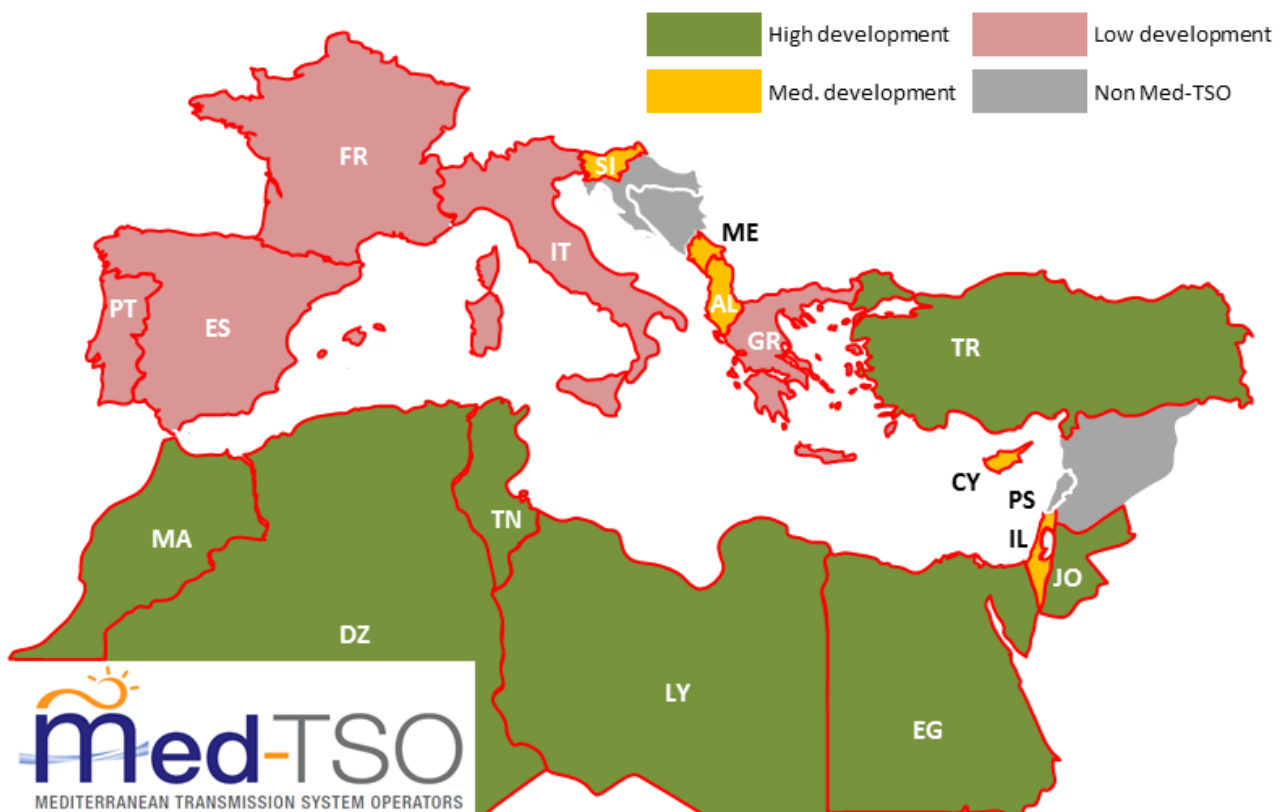 High development
Low development
Med. development
Non Med-TSO
FR
SI
ME
IT
PT
ES
AL
GR
TR
CY
PS
IL
JO
MA
TN
DZ
LY
EG
Med-TSO
MEDITERRANEAN TRANSMISSION SYSTEM OPERATORS